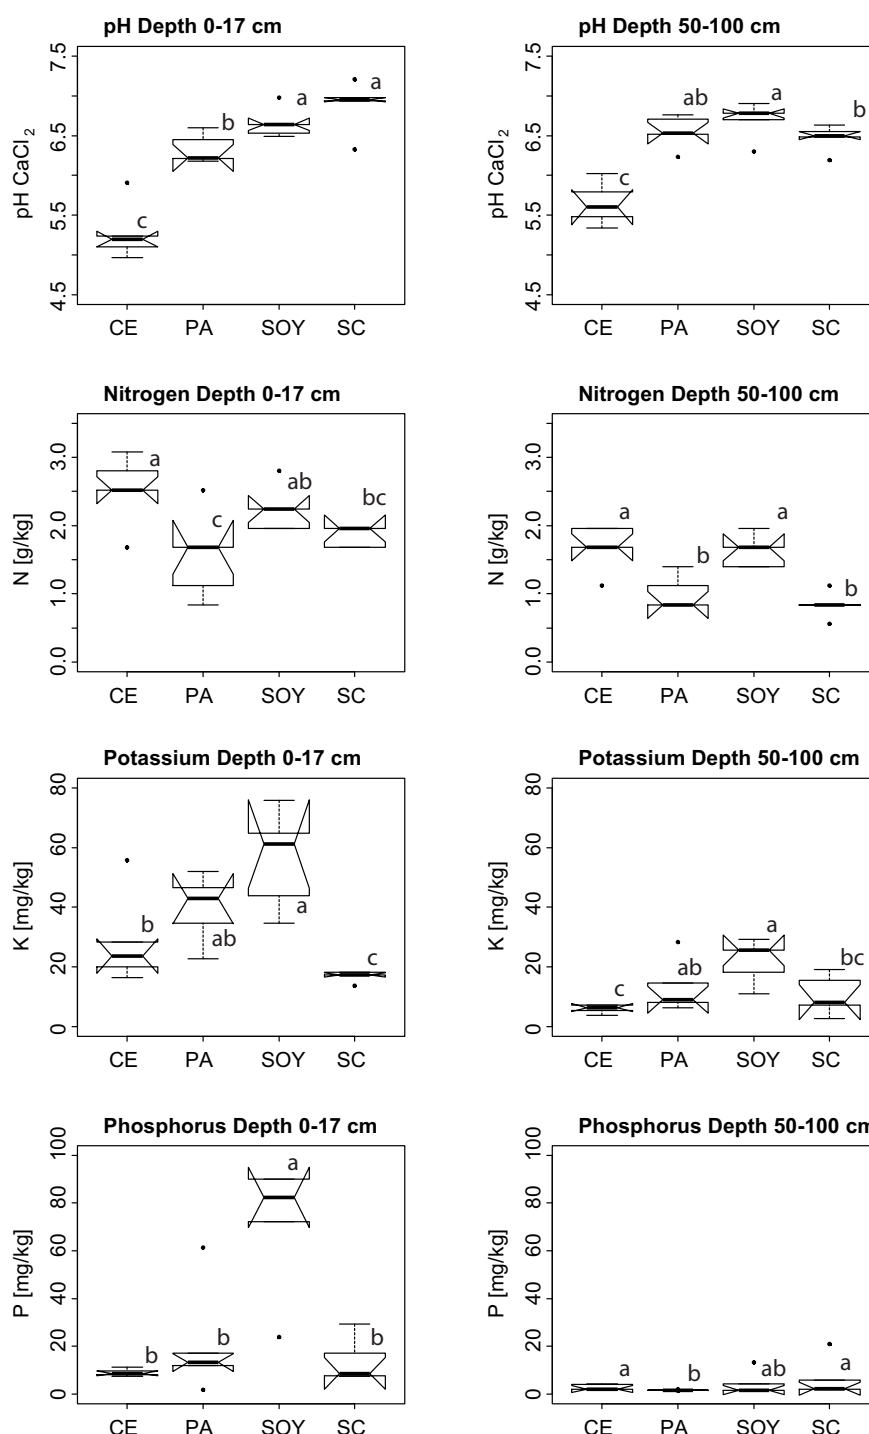 pH Depth 0-17 cm
pH CaCl2
7.5
6.5
5.5
4.5
c
b
a
a
CE PA SOY SC
pH Depth 50-100 cm
pH CaCl2
7.5
6.5
5.5
4.5
c
ab
a
b
CE PA SOY SC
Nitrogen Depth 0-17 cm
N [g/kg]
3.0
2.0
1.0
0.0
a
c
ab
bc
CE PA SOY SC
Nitrogen Depth 50-100 cm
N [g/kg]
3.0
2.0
1.0
0.0
a
b
a
b
CE PA SOY SC
Potassium Depth 0-17 cm
K [mg/kg]
80
60
40
20
0
b
ab
a
c
CE PA SOY SC
Potassium Depth 50-100 cm
K [mg/kg]
80
60
40
20
0
c
ab
a
bc
CE PA SOY SC
Phosphorus Depth 0-17 cm
P [mg/kg]
100
80
60
40
20
0
b
b
a
b
CE PA SOY SC
Phosphorus Depth 50-100 cm
P [mg/kg]
100
80
60
40
20
0
a
b
ab
a
CE PA SOY SC